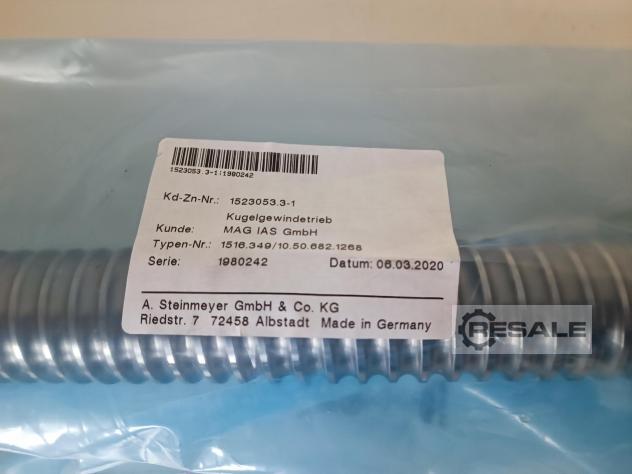 1523053.3-1|1980242
Kd-Zn-Nr.: 1523053.3-1
Kugelgewindetrieb
Kunde: MAG IAS GmbH
Typen-Nr.: 1516.349/10.50.682.1268
Serie: 1980242 Datum: 06.03.2020
A. Steinmeyer GmbH & Co. KG
Riedstr. 7 72458 Albstadt Made in Germany
RESALE